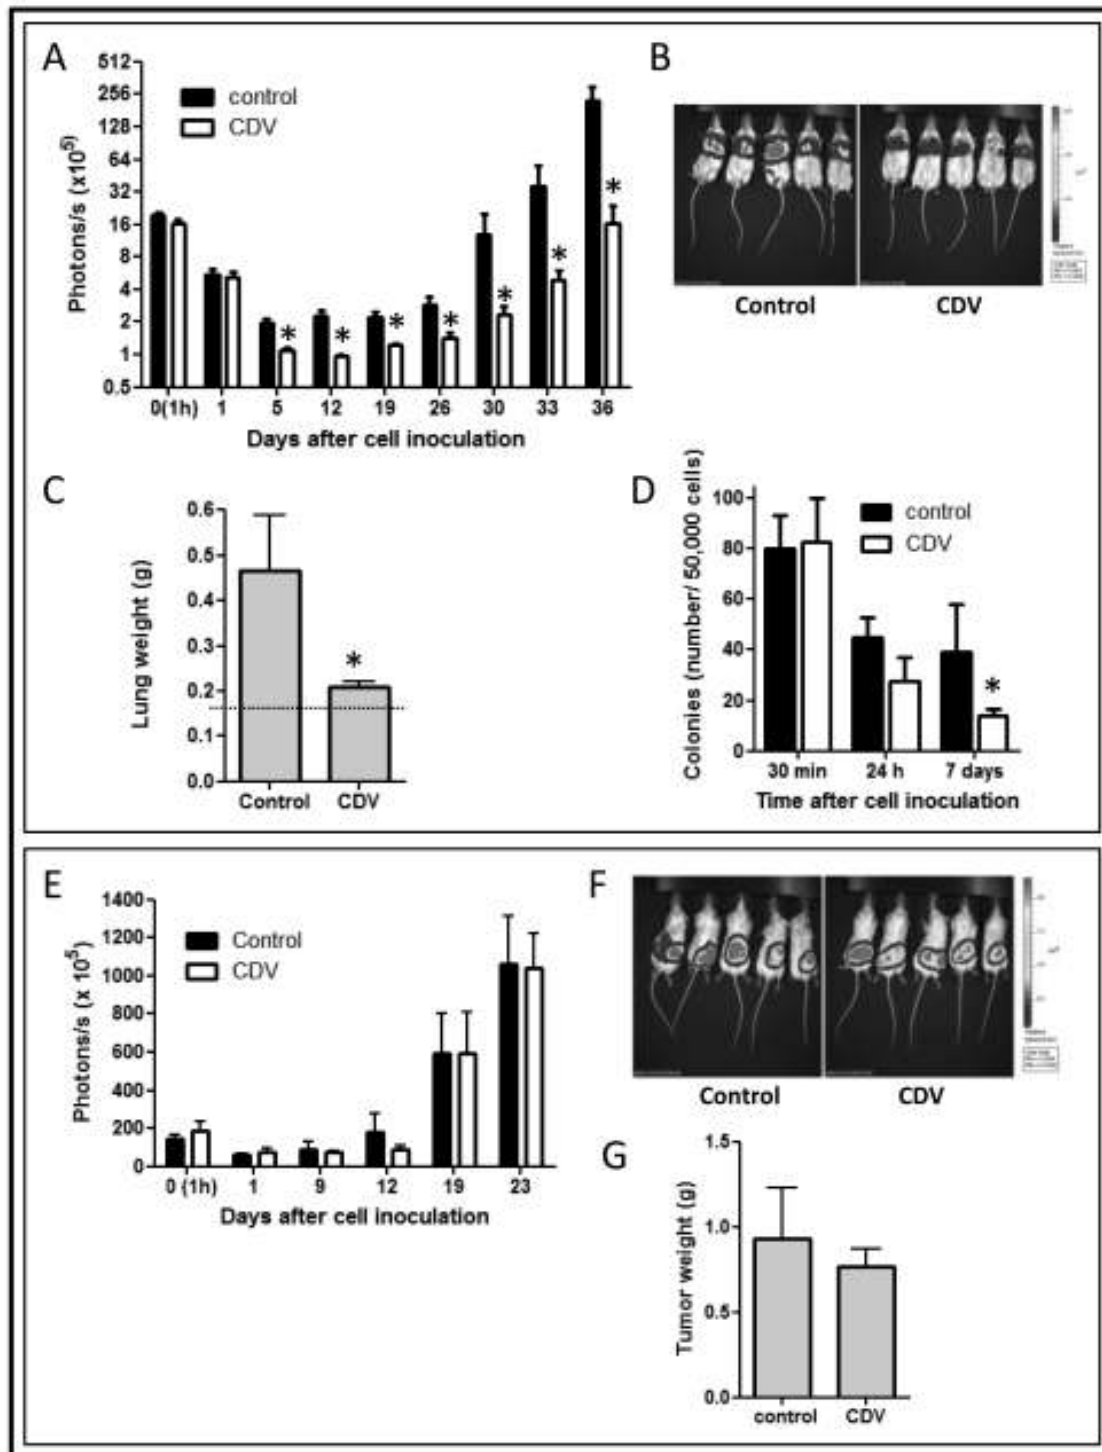 A
512
256
128
64
32
16
8
4
2
1
0.5
Photons/s (x10⁵)
control
CDV
* * * * * * *
0(1h) 1 5 12 19 26 30 33 36
Days after cell inoculation
B
Control CDV
C
0.6
0.5
0.4
0.3
0.2
0.1
0.0
Lung weight (g)
*
Control CDV
D
100
80
60
40
20
0
Colonies (number/ 50,000 cells)
control
CDV
*
30 min 24 h 7 days
Time after cell inoculation
E
1400
1200
1000
800
600
400
200
0
Photons/s (x 10⁵)
Control
CDV
0 (1h) 1 9 12 19 23
Days after cell inoculation
F
Control CDV
G
1.5
1.0
0.5
0.0
Tumor weight (g)
control CDV